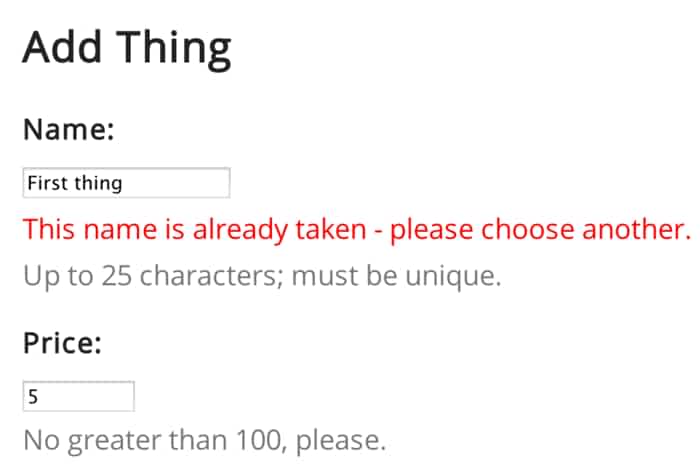 Add Thing
Name:
First thing
This name is already taken - please choose another.
Up to 25 characters; must be unique.
Price:
5
No greater than 100, please.